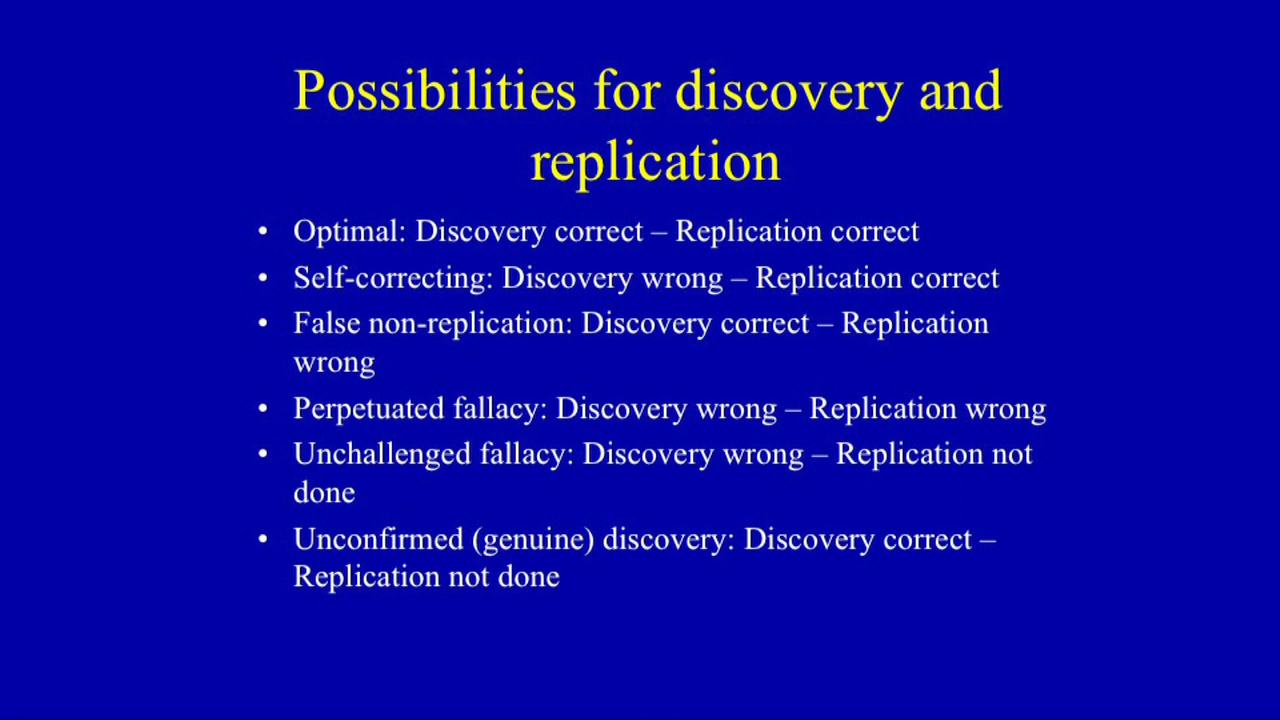 Possibilities for discovery and
replication
• Optimal: Discovery correct – Replication correct
• Self-correcting: Discovery wrong – Replication correct
• False non-replication: Discovery correct – Replication
wrong
• Perpetuated fallacy: Discovery wrong – Replication wrong
• Unchallenged fallacy: Discovery wrong – Replication not
done
• Unconfirmed (genuine) discovery: Discovery correct –
Replication not done